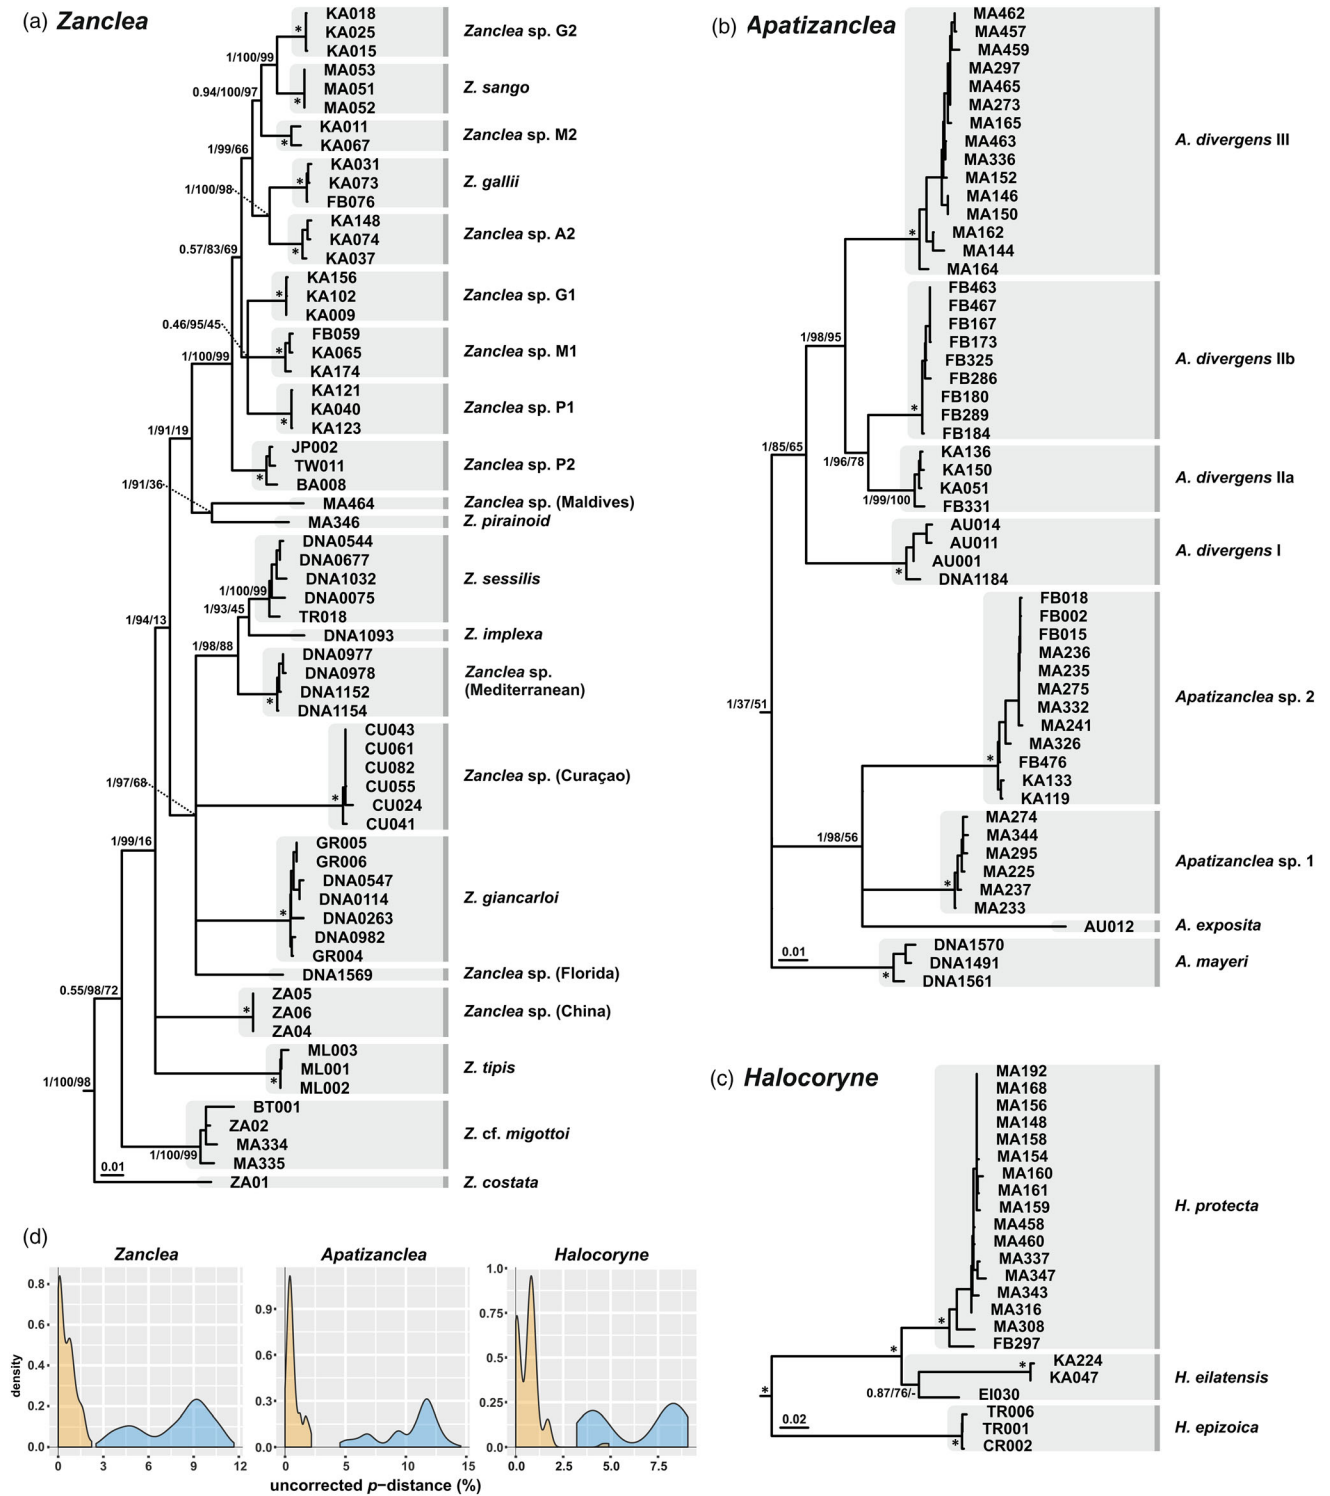 (a) Zanclea
KA018
KA025
KA015
Zanclea sp. G2
*
1/100/99
MA053
MA051
MA052
Z. sango
*
0.94/100/97
KA011
KA067
Zanclea sp. M2
*
1/99/66
KA031
KA073
FB076
Z. gallii
*
1/100/98
KA148
KA074
KA037
Zanclea sp. A2
*
0.57/83/69
KA156
KA102
KA009
Zanclea sp. G1
*
0.46/95/45
FB059
KA065
KA174
Zanclea sp. M1
*
1/100/99
KA121
KA040
KA123
Zanclea sp. P1
*
1/91/19
JP002
TW011
BA008
Zanclea sp. P2
*
1/91/36
MA464
Zanclea sp. (Maldives)
MA346
Z. pirainoid
DNA0544
DNA0677
DNA1032
DNA0075
TR018
Z. sessilis
1/100/99
1/93/45
DNA1093
Z. implexa
1/94/13
1/98/88
DNA0977
DNA0978
DNA1152
DNA1154
Zanclea sp.
(Mediterranean)
*
CU043
CU061
CU082
CU055
CU024
CU041
Zanclea sp. (Curaçao)
*
1/97/68
1/99/16
GR005
GR006
DNA0547
DNA0114
DNA0263
DNA0982
GR004
Z. giancarloi
*
DNA1569
Zanclea sp. (Florida)
0.55/98/72
ZA05
ZA06
ZA04
Zanclea sp. (China)
*
ML003
ML001
ML002
Z. tipis
*
1/100/98
BT001
ZA02
MA334
MA335
Z. cf. migottoi
1/100/99
0.01
ZA01
Z. costata
(b) Apatizanclea
MA462
MA457
MA459
MA297
MA465
MA273
MA165
MA463
MA336
MA152
MA146
MA150
MA162
MA144
MA164
A. divergens III
*
FB463
FB467
FB167
FB173
FB325
FB286
FB180
FB289
FB184
A. divergens IIb
*
1/98/95
KA136
KA150
KA051
FB331
A. divergens IIa
1/85/65
1/96/78
1/99/100
AU014
AU011
AU001
DNA1184
A. divergens I
*
FB018
FB002
FB015
MA236
MA235
MA275
MA332
MA241
MA326
FB476
KA133
KA119
Apatizanclea sp. 2
*
1/37/51
MA274
MA344
MA295
MA225
MA237
MA233
Apatizanclea sp. 1
*
1/98/56
AU012
A. exposita
DNA1570
DNA1491
DNA1561
A. mayeri
*
0.01
(c) Halocoryne
MA192
MA168
MA156
MA148
MA158
MA154
MA160
MA161
MA159
MA458
MA460
MA337
MA347
MA343
MA316
MA308
FB297
H. protecta
*
*
KA224
KA047
EI030
H. eilatensis
*
0.87/76/-
*
0.02
TR006
TR001
CR002
H. epizoica
*
(d)
Zanclea
Apatizanclea
Halocoryne
density
0.8
0.6
0.4
0.2
0.0
0 3 6 9 12
0.9
0.6
0.3
0.0
0 5 10 15
1.0
0.75
0.5
0.25
0.0
0.0 2.5 5.0 7.5
uncorrected p−distance (%)